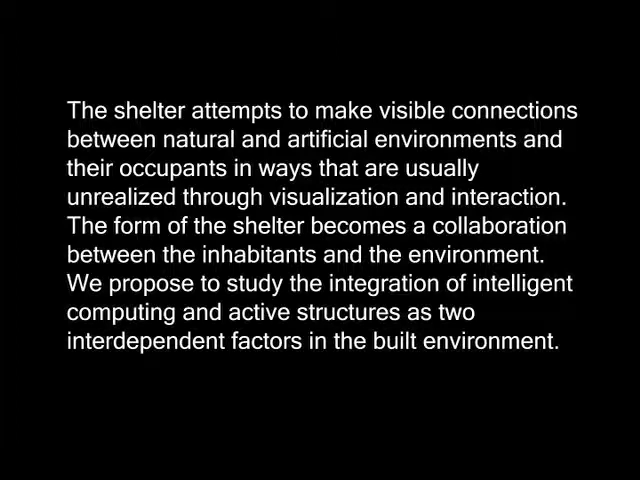 The shelter attempts to make visible connections
between natural and artificial environments and
their occupants in ways that are usually
unrealized through visualization and interaction.
The form of the shelter becomes a collaboration
between the inhabitants and the environment.
We propose to study the integration of intelligent
computing and active structures as two
interdependent factors in the built environment.